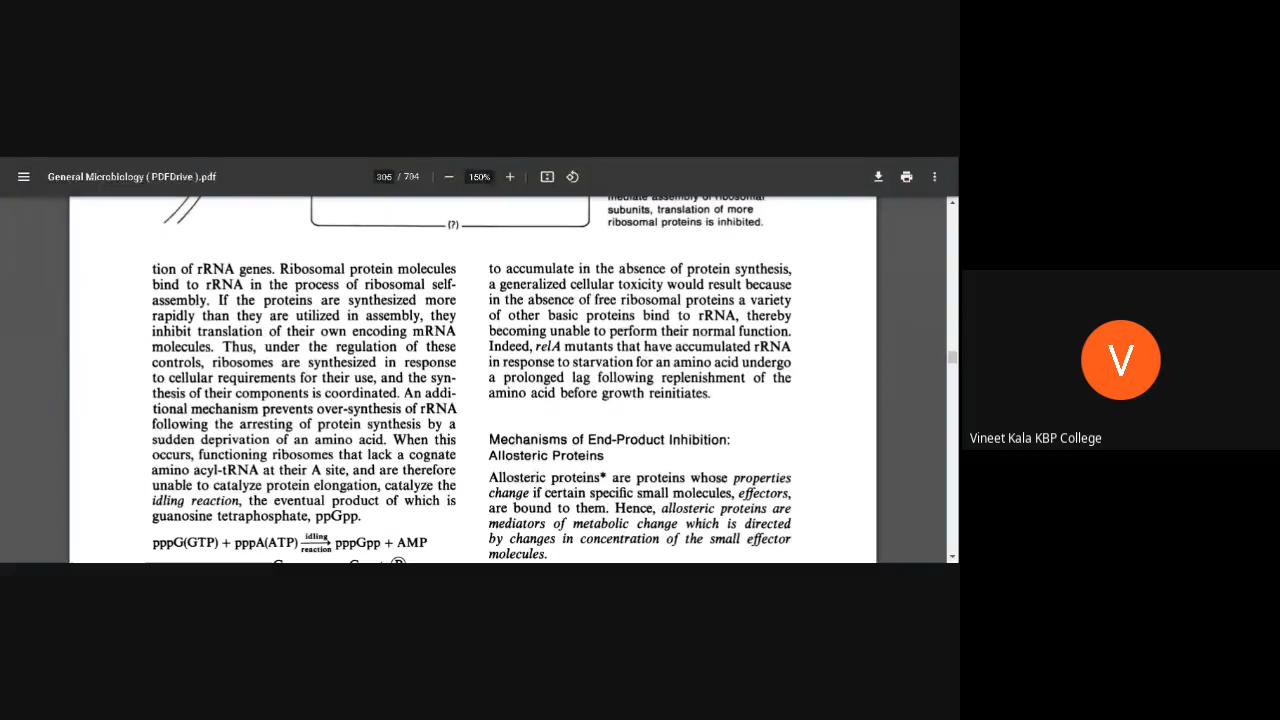 General Microbiology ( PDFDrive ).pdf
305 / 704
150%
mediate assembly of ribosomal
subunits, translation of more
ribosomal proteins is inhibited.
(?)
tion of rRNA genes. Ribosomal protein molecules
bind to rRNA in the process of ribosomal self-
assembly. If the proteins are synthesized more
rapidly than they are utilized in assembly, they
inhibit translation of their own encoding mRNA
molecules. Thus, under the regulation of these
controls, ribosomes are synthesized in response
to cellular requirements for their use, and the syn-
thesis of their components is coordinated. An addi-
tional mechanism prevents over-synthesis of rRNA
following the arresting of protein synthesis by a
sudden deprivation of an amino acid. When this
occurs, functioning ribosomes that lack a cognate
amino acyl-tRNA at their A site, and are therefore
unable to catalyze protein elongation, catalyze the
idling reaction, the eventual product of which is
guanosine tetraphosphate, ppGpp.
pppG(GTP) + pppA(ATP) idling reaction pppGpp + AMP
to accumulate in the absence of protein synthesis,
a generalized cellular toxicity would result because
in the absence of free ribosomal proteins a variety
of other basic proteins bind to rRNA, thereby
becoming unable to perform their normal function.
Indeed, relA mutants that have accumulated rRNA
in response to starvation for an amino acid undergo
a prolonged lag following replenishment of the
amino acid before growth reinitiates.
Mechanisms of End-Product Inhibition:
Allosteric Proteins
Allosteric proteins* are proteins whose properties
change if certain specific small molecules, effectors,
are bound to them. Hence, allosteric proteins are
mediators of metabolic change which is directed
by changes in concentration of the small effector
molecules.
V
Vineet Kala KBP College